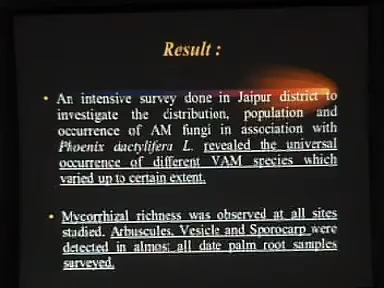 Result :
• An intensive survey done in Jaipur district to
investigate the distribution, population and
occurrence of AM fungi in association with
Phoenix dactylifera L. revealed the universal
occurrence of different VAM species which
varied up to certain extent.
• Mycorrhizal richness was observed at all sites
studied. Arbuscules, Vesicle and Sporocarp were
detected in almost all date palm root samples
surveyed.